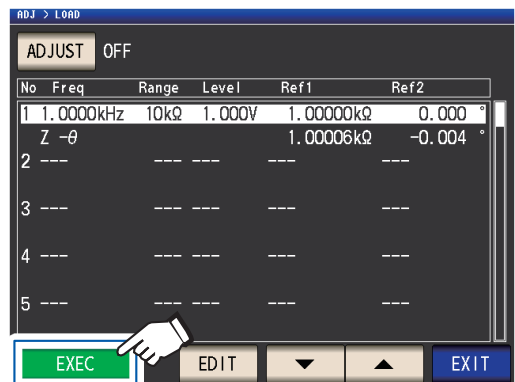 ADJ > LOAD
ADJUST OFF
No Freq Range Level Ref1 Ref2
1 1.0000kHz 10kΩ 1.000V 1.00000kΩ 0.000 °
Z -θ 1.00006kΩ -0.004 °
2 --- --- --- --- ---
3 --- --- --- --- ---
4 --- --- --- --- ---
5 --- --- --- --- ---
EXEC EDIT ▼ ▲ EXIT